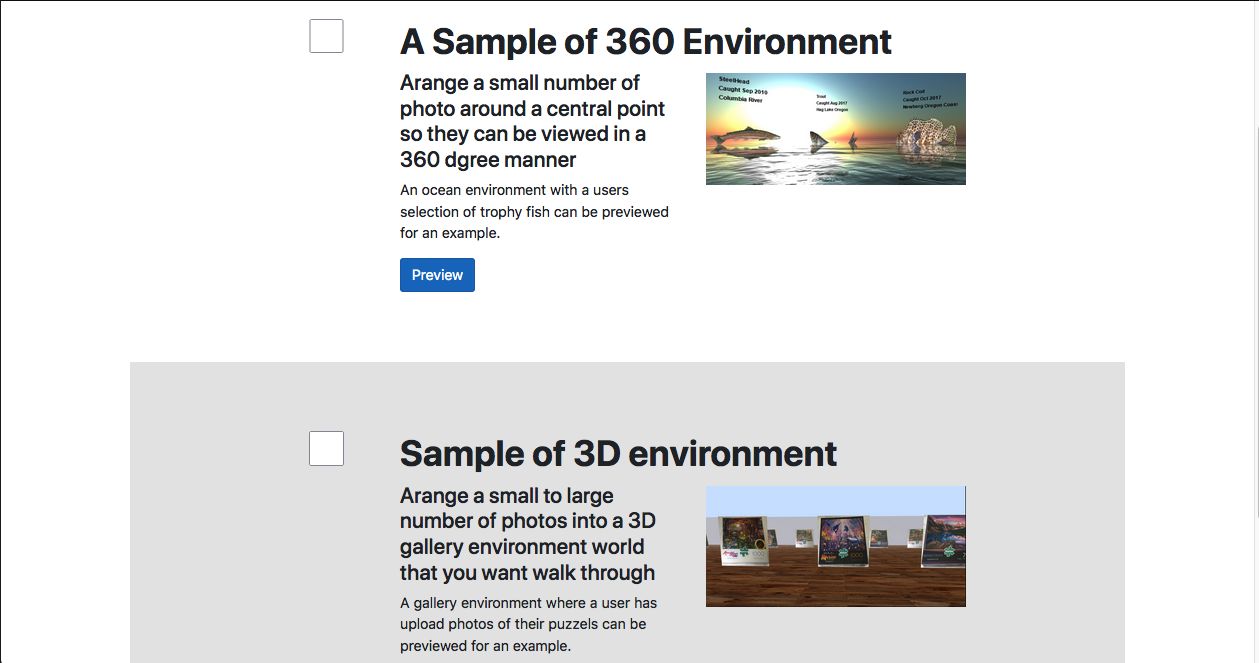 A Sample of 360 Environment
Arange a small number of
photo around a central point
so they can be viewed in a
360 dgree manner
An ocean environment with a users
selection of trophy fish can be previewed
for an example.
Preview
SteelHead
Caught Sep 2010
Columbia River
Trout
Caught Aug 2017
Hag Lake Oregon
Caught Oct 2017
Newberg Oregon Coast
Sample of 3D environment
Arange a small to large
number of photos into a 3D
gallery environment world
that you want walk through
A gallery environment where a user has
upload photos of their puzzels can be
previewed for an example.